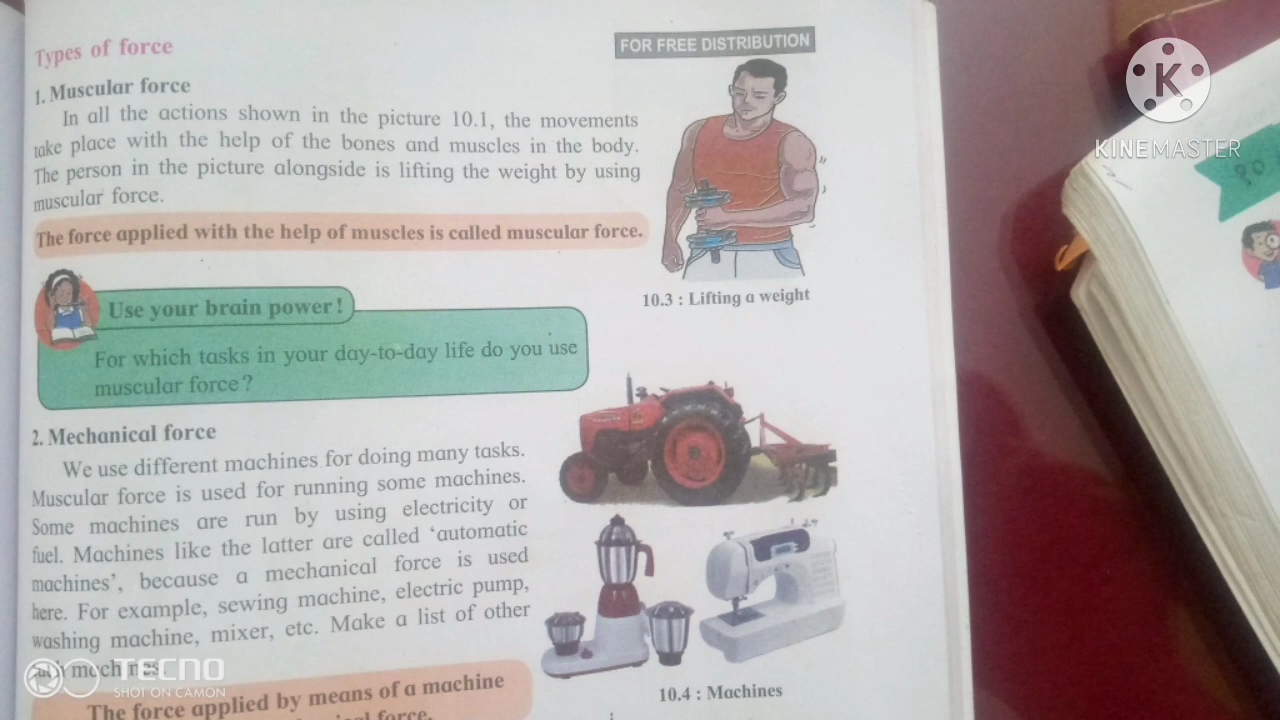 Types of force
FOR FREE DISTRIBUTION
1. Muscular force
In all the actions shown in the picture 10.1, the movements
take place with the help of the bones and muscles in the body.
The person in the picture alongside is lifting the weight by using
muscular force.
The force applied with the help of muscles is called muscular force.
10.3 : Lifting a weight
Use your brain power!
For which tasks in your day-to-day life do you use
muscular force?
2. Mechanical force
We use different machines for doing many tasks.
Muscular force is used for running some machines.
Some machines are run by using electricity or
fuel. Machines like the latter are called ‘automatic
machines’, because a mechanical force is used
here. For example, sewing machine, electric pump,
washing machine, mixer, etc. Make a list of other
10.4 : Machines
The force applied by means of a machine
force.
K
KINEMASTER
TECNO
SHOT ON CAMON